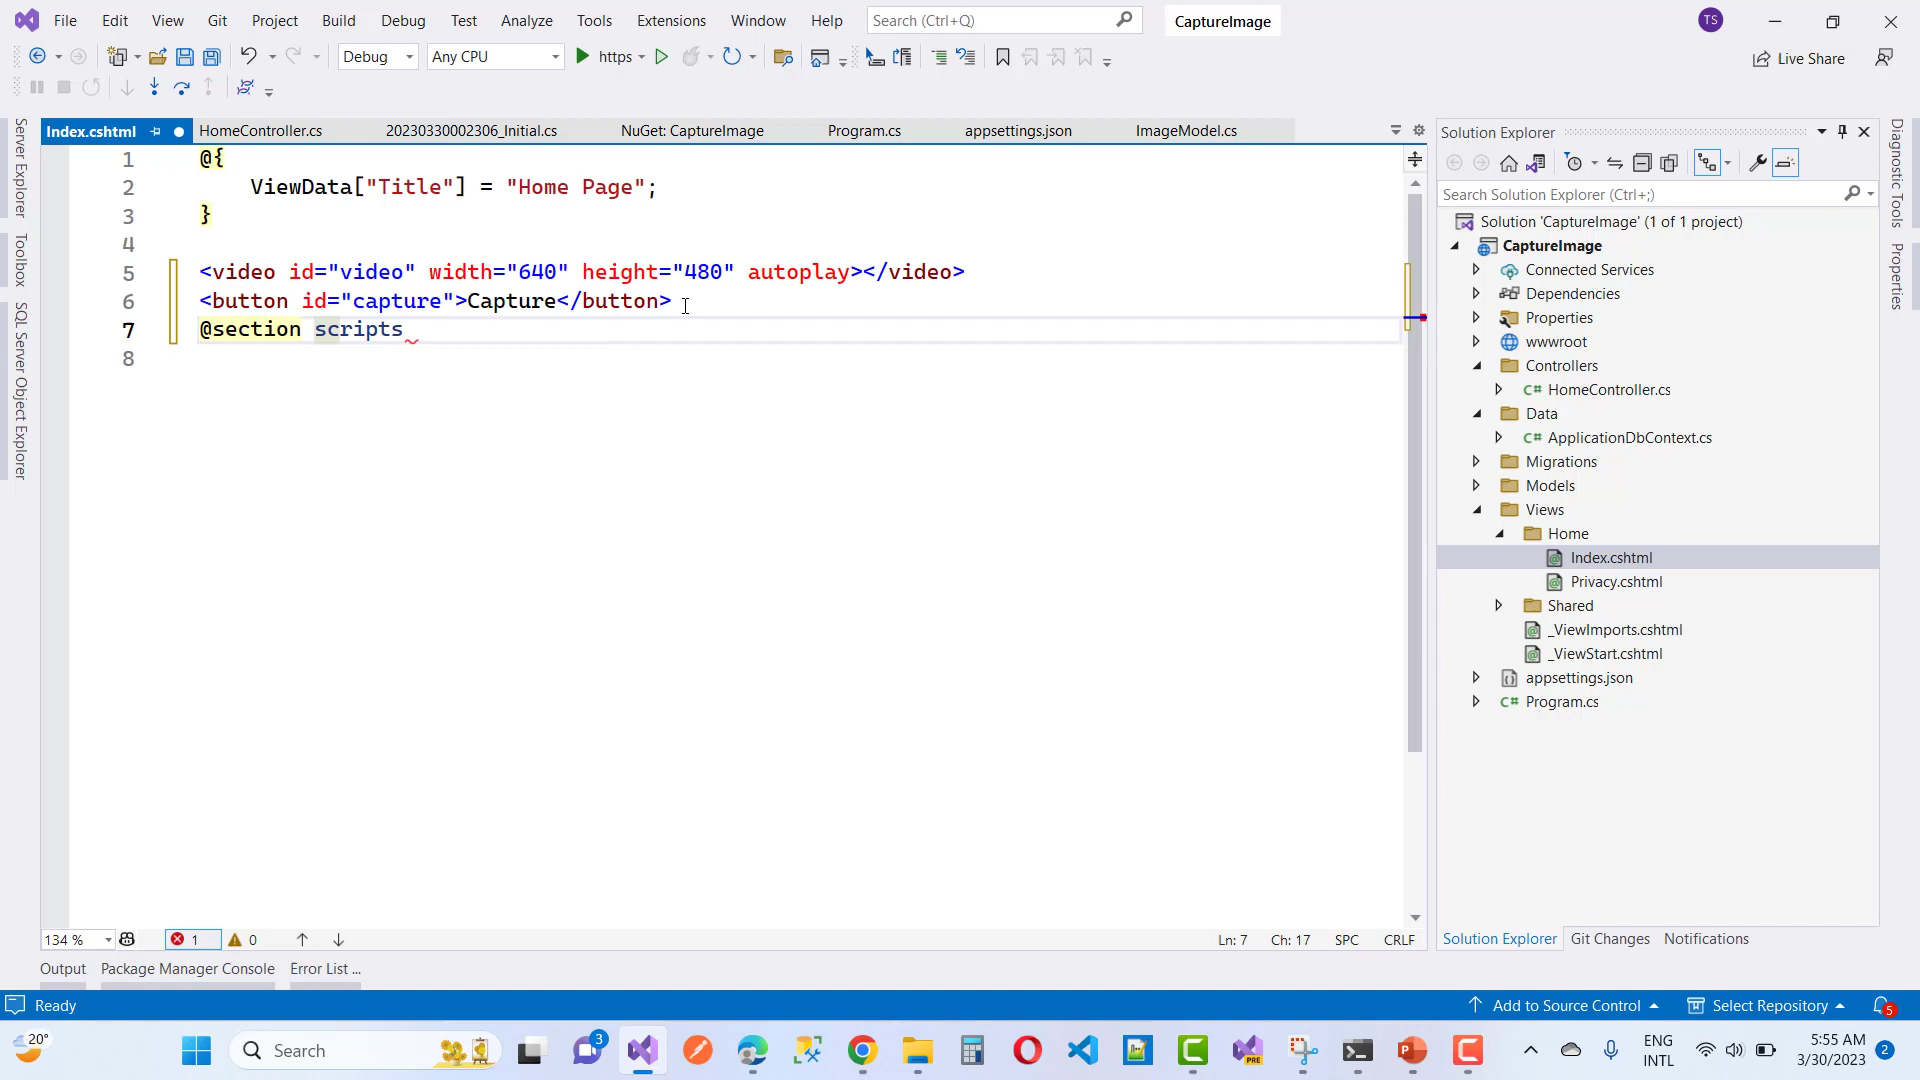 File Edit View Git Project Build Debug Test Analyze Tools Extensions Window Help Search (Ctrl+Q) CaptureImage TS
Debug Any CPU https Live Share
Index.cshtml HomeController.cs 20230330002306_Initial.cs NuGet: CaptureImage Program.cs appsettings.json ImageModel.cs
1 @{
2 ViewData["Title"] = "Home Page";
3 }
4
5 <video id="video" width="640" height="480" autoplay></video>
6 <button id="capture">Capture</button>
7 @section scripts
8
Server Explorer
Toolbox
SQL Server Object Explorer
Solution Explorer
Search Solution Explorer (Ctrl+;)
Solution 'CaptureImage' (1 of 1 project)
CaptureImage
Connected Services
Dependencies
Properties
wwwroot
Controllers
C# HomeController.cs
Data
C# ApplicationDbContext.cs
Migrations
Models
Views
Home
Index.cshtml
Privacy.cshtml
Shared
_ViewImports.cshtml
_ViewStart.cshtml
appsettings.json
C# Program.cs
Diagnostic Tools
Properties
134 % 1 0 Ln: 7 Ch: 17 SPC CRLF
Solution Explorer Git Changes Notifications
Output Package Manager Console Error List ...
Ready Add to Source Control Select Repository 5
20° Search 3 PRE ENG 5:55 AM
INTL 3/30/2023 2